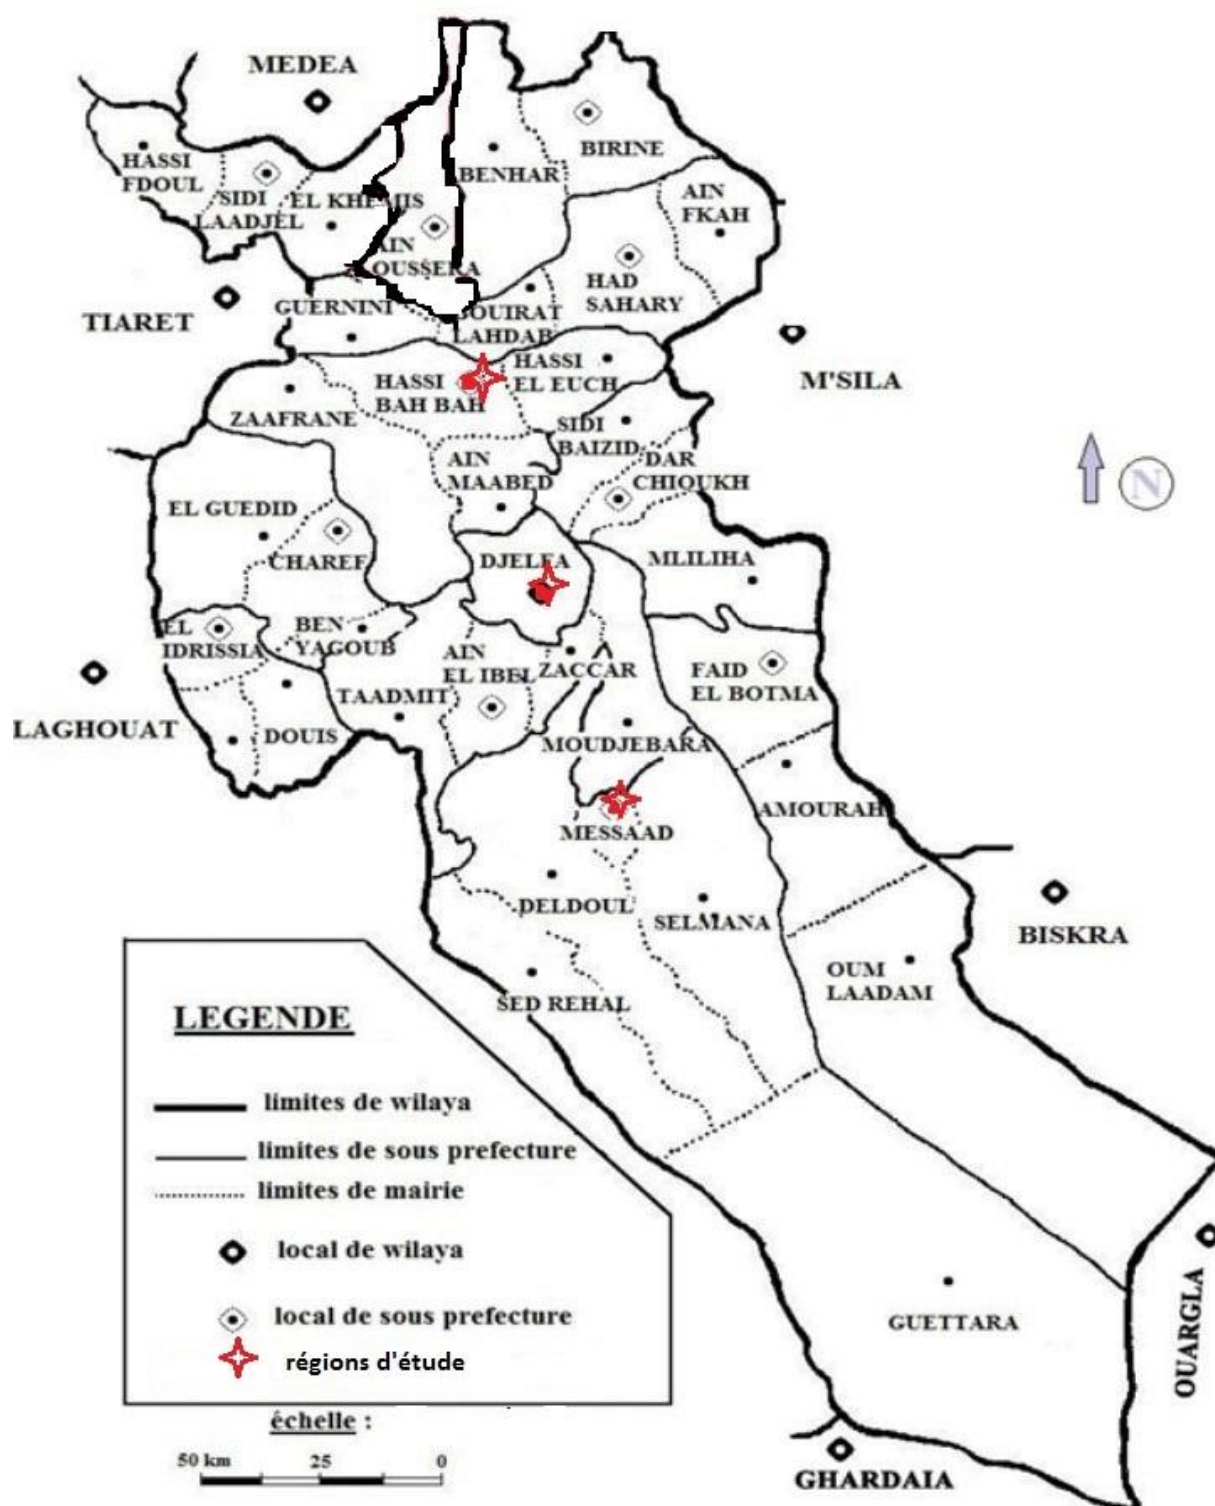 MEDEA
BIRINE
HASSI
FDOUL
BENHAR
SIDI
LAADJEL
EL KHEMIS
AIN
FKAH
AIN
OUSSERA
HAD
SAHARY
GUERNINI
BOUIRAT
LAHDAB
TIARET
M'SILA
HASSI
BAH BAH
HASSI
EL EUCH
ZAAFRANE
SIDI
BAIZID
AIN
MAABED
DAR
CHIOUKH
N
EL GUEDID
CHAREF
DJELFA
MLILIHA
EL
IDRISSIA
BEN
YAGOUB
AIN
EL IBEL
ZACCAR
FAID
EL BOTMA
TAADMIT
LAGHOUAT
DOUIS
MOUDJEBARA
AMOURAH
MESSAAD
DELDOUL
SELMANA
BISKRA
OUM
LAADAM
SED REHAL
LEGENDE
limites de wilaya
limites de sous prefecture
limites de mairie
local de wilaya
local de sous prefecture
régions d'étude
GUETTARA
OUARGLA
échelle :
50 km 25 0
GHARDAIA